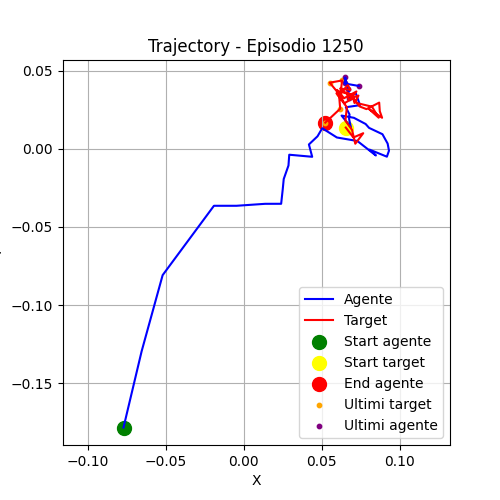 Trajectory - Episodio 1250
0.05
0.00
−0.05
−0.10
−0.15
−0.10
−0.05
0.00
0.05
0.10
X
Agente
Target
Start agente
Start target
End agente
Ultimi target
Ultimi agente